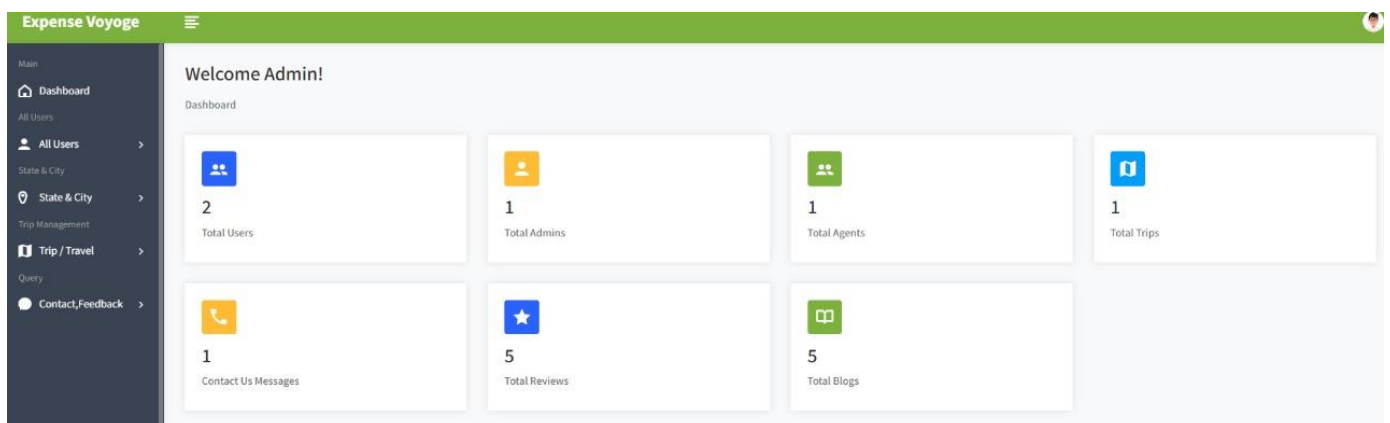 Expense Voyoge
Main
Dashboard
All Users
All Users
State & City
State & City
Trip Management
Trip / Travel
Query
Contact,Feedback
Welcome Admin!
Dashboard
2
Total Users
1
Total Admins
1
Total Agents
1
Total Trips
1
Contact Us Messages
5
Total Reviews
5
Total Blogs